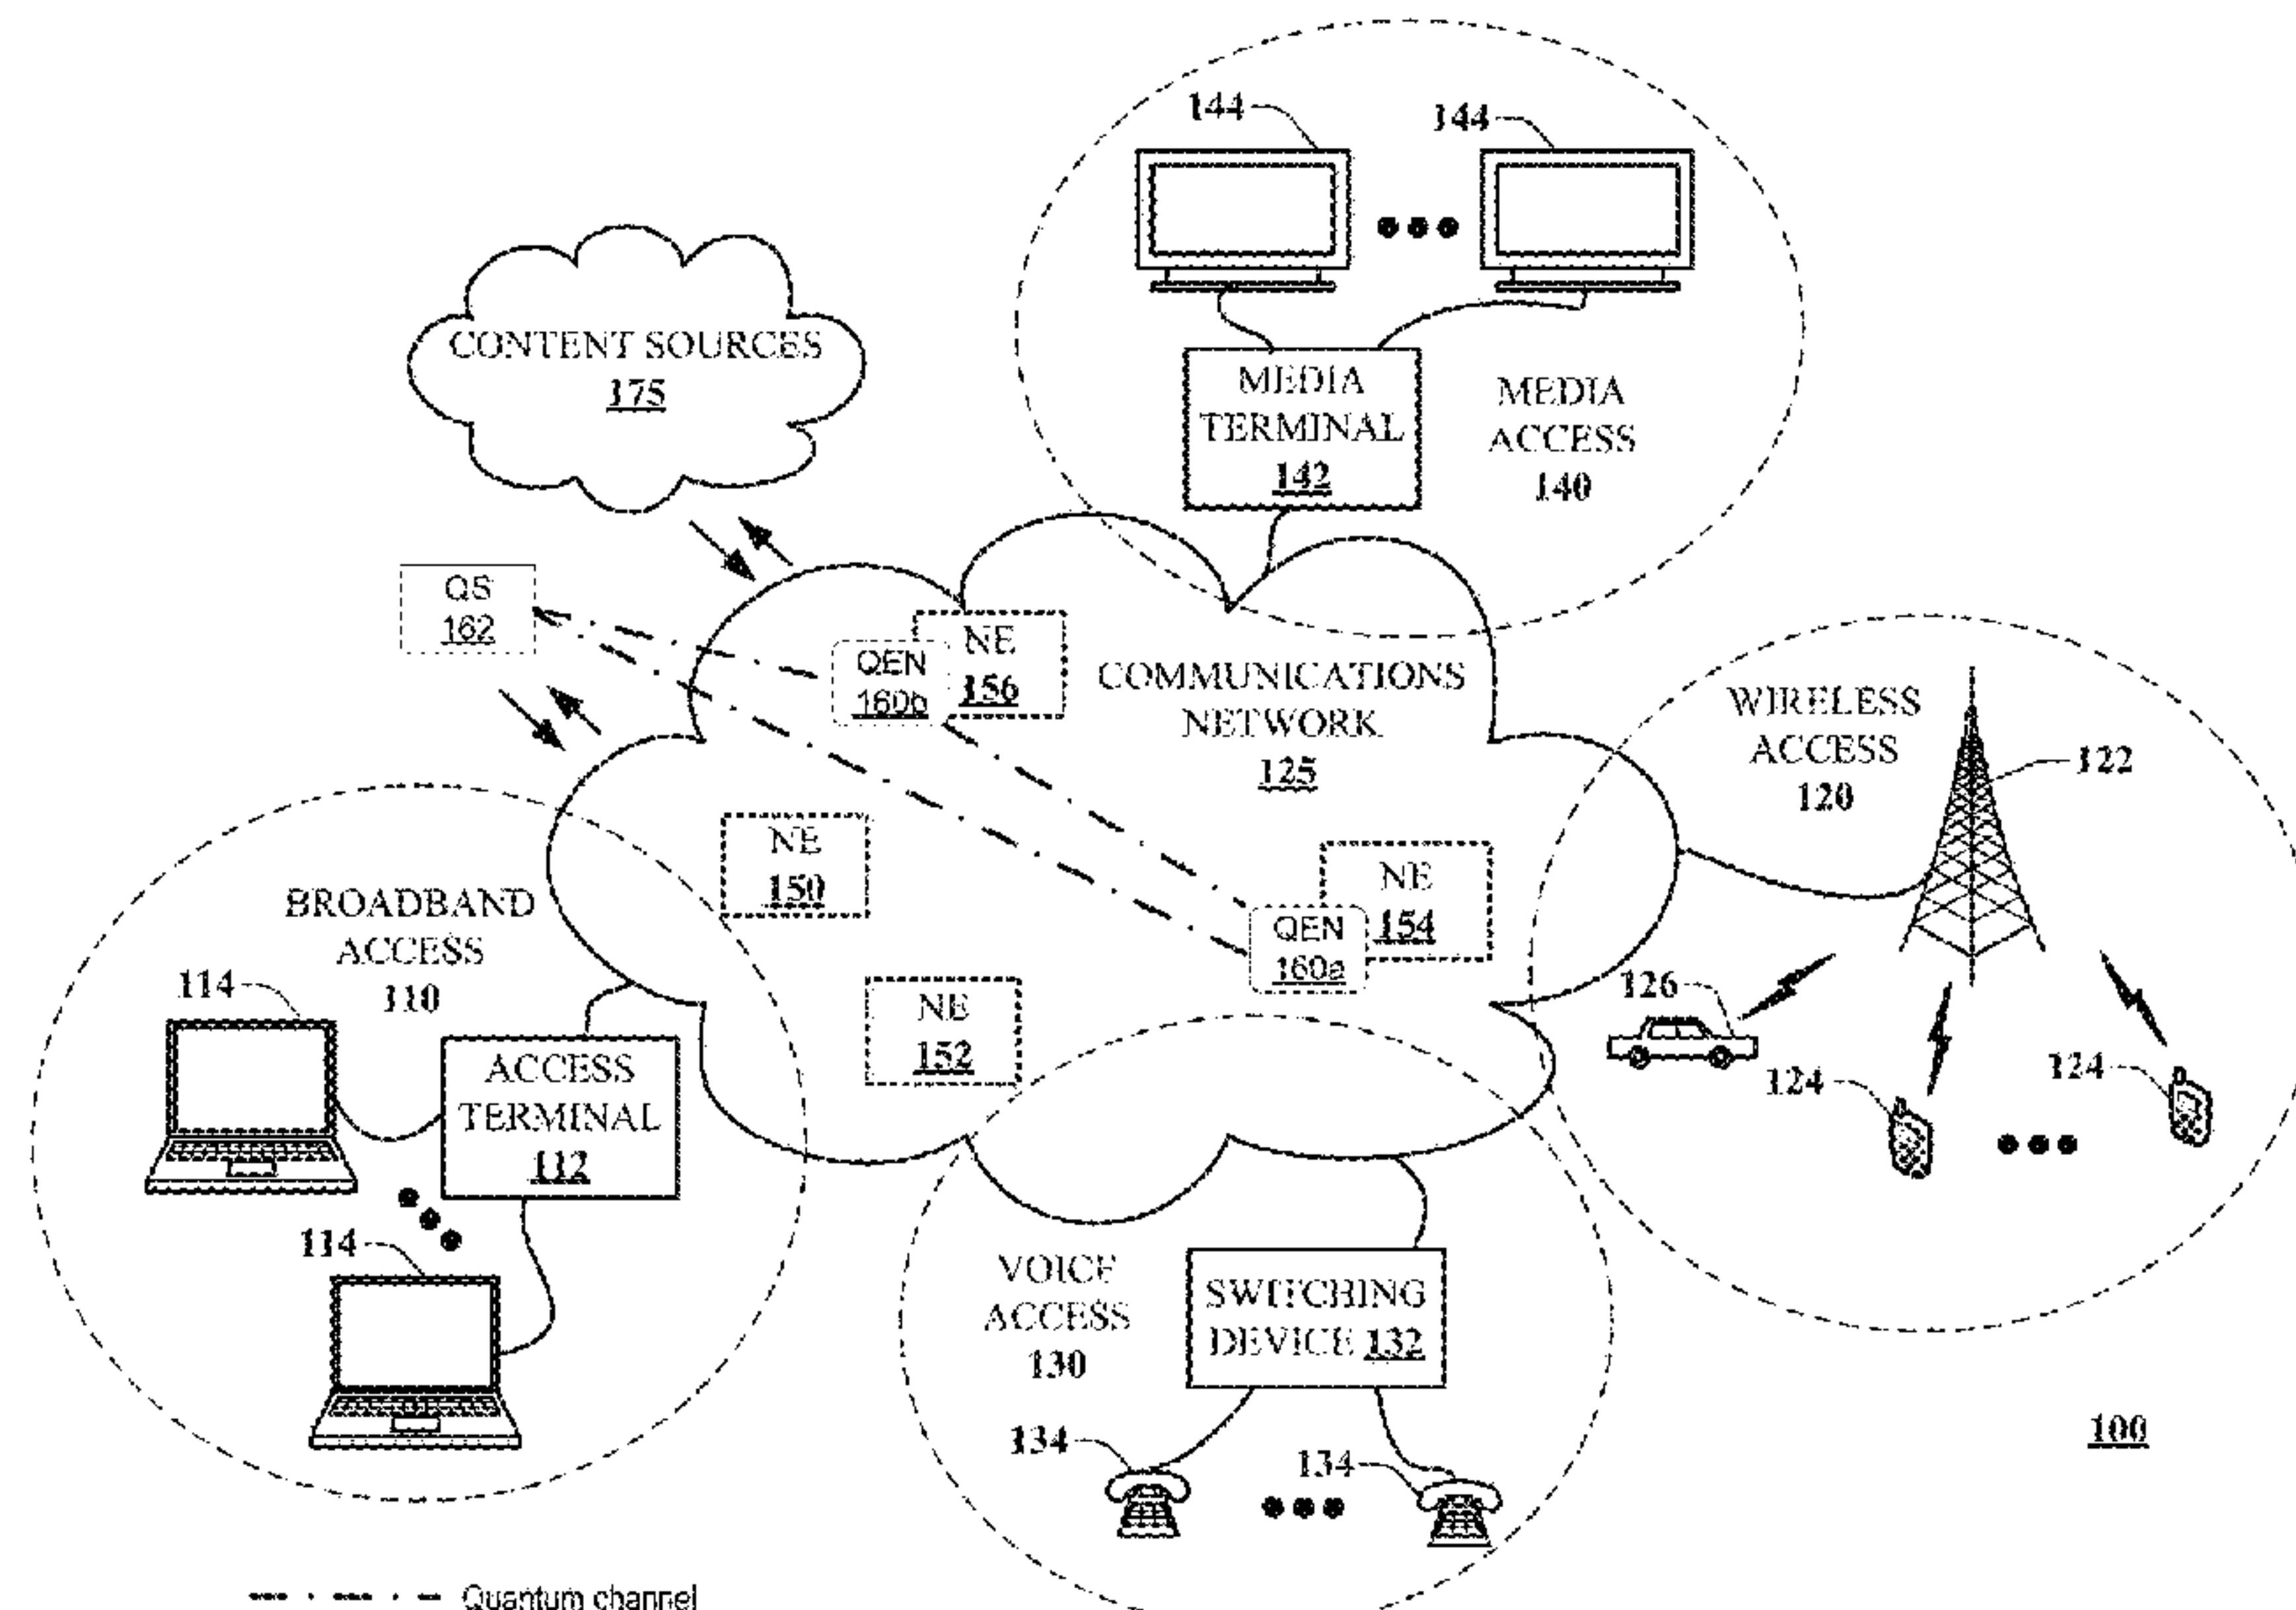 144
144
CONTENT SOURCES
175
MEDIA
TERMINAL
142
MEDIA
ACCESS
140
QS
162
QEN
160b
NE
156
COMMUNICATIONS
NETWORK
125
WIRELESS
ACCESS
120
122
NE
150
NE
154
QEN
160a
BROADBAND
ACCESS
110
114
NE
152
126
124
124
ACCESS
TERMINAL
112
114
VOICE
ACCESS
130
SWITCHING
DEVICE 132
134
134
100
Quantum channel